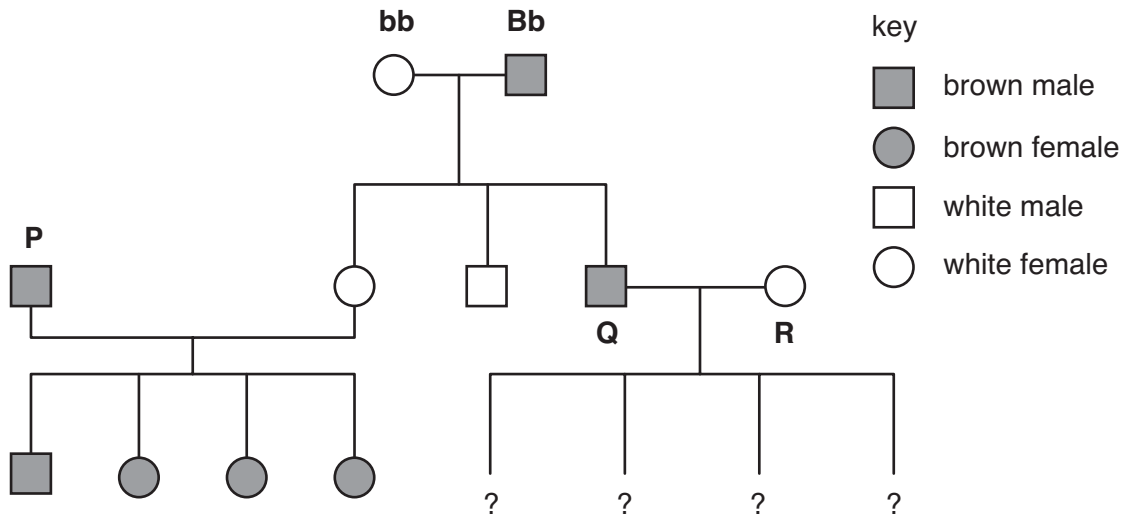 bb
Bb
key
brown male
brown female
white male
white female
P
Q
R
?
?
?
?